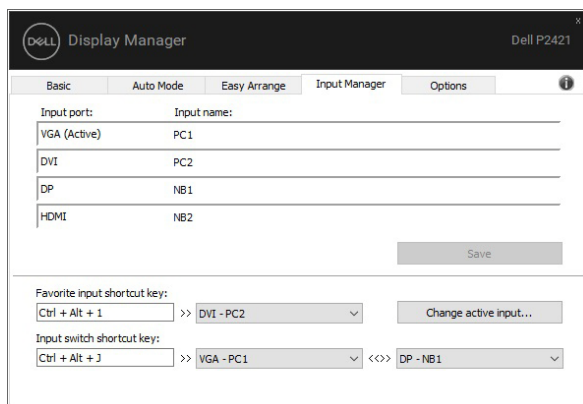 x
DELL Display Manager Dell P2421
Basic Auto Mode Easy Arrange Input Manager Options i
Input port: Input name:
VGA (Active) PC1
DVI PC2
DP NB1
HDMI NB2
Save
Favorite input shortcut key:
Ctrl + Alt + 1 >> DVI - PC2 Change active input...
Input switch shortcut key:
Ctrl + Alt + J >> VGA - PC1 <<>> DP - NB1